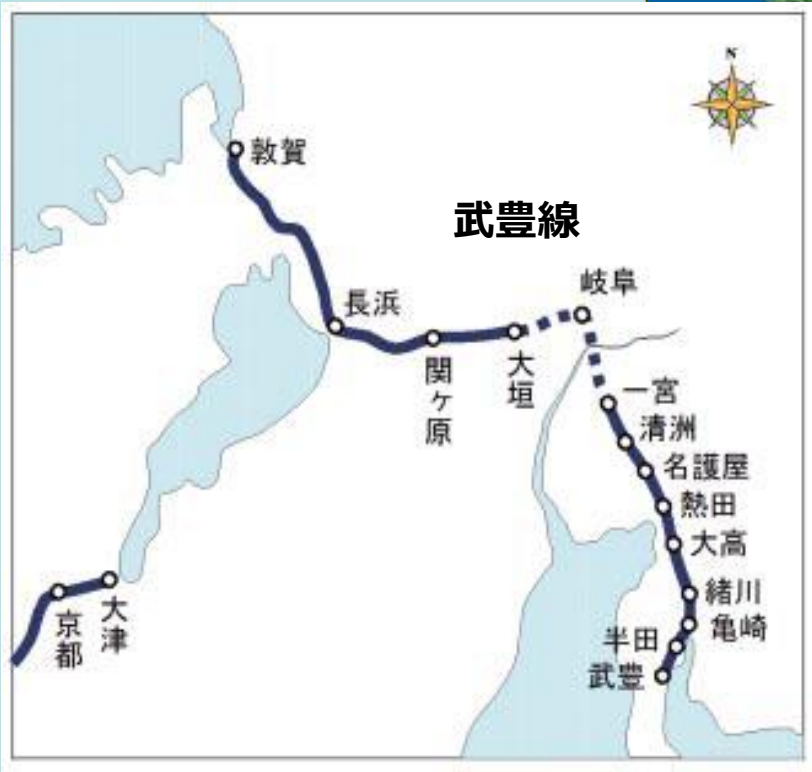 N
敦賀
武豊線
岐阜
長浜
関ヶ原
大垣
一宮
清洲
名護屋
熱田
大高
緒川
亀崎
半田
武豊
大津
京都